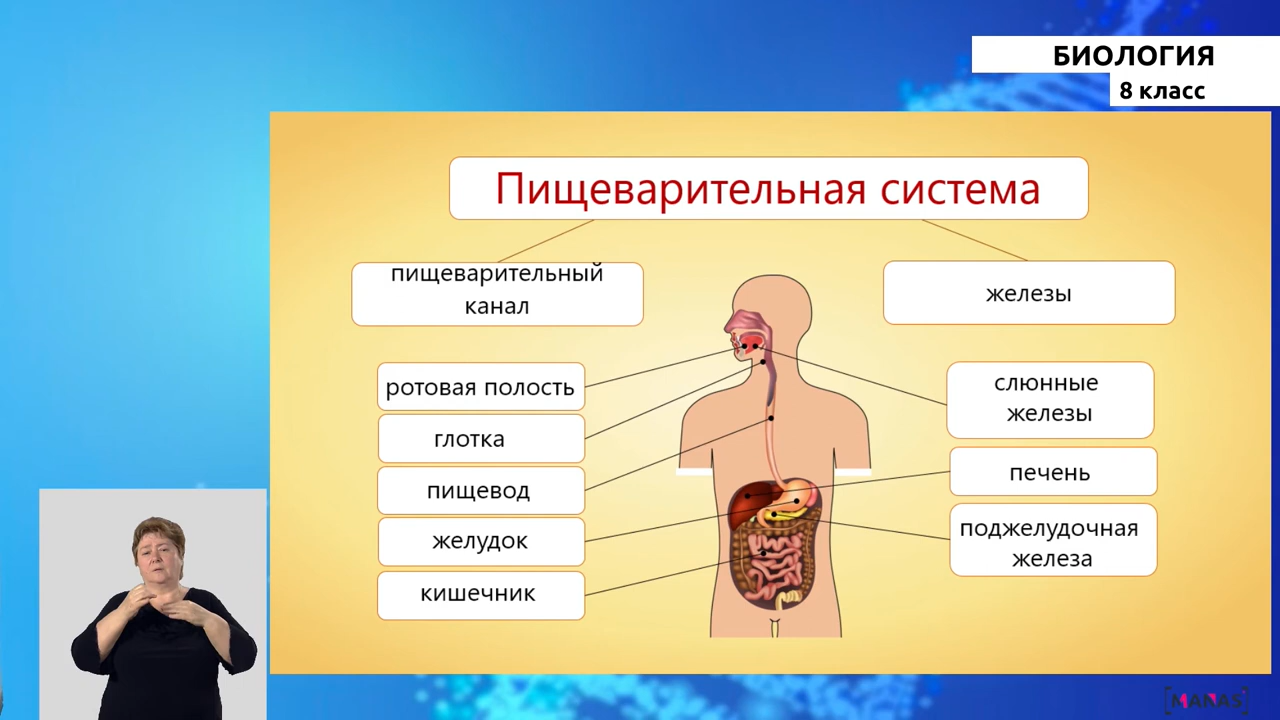 БИОЛОГИЯ
8 класс
Пищеварительная система
пищеварительный
канал
железы
ротовая полость
глотка
пищевод
желудок
кишечник
слюнные
железы
печень
поджелудочная
железа
MANAS